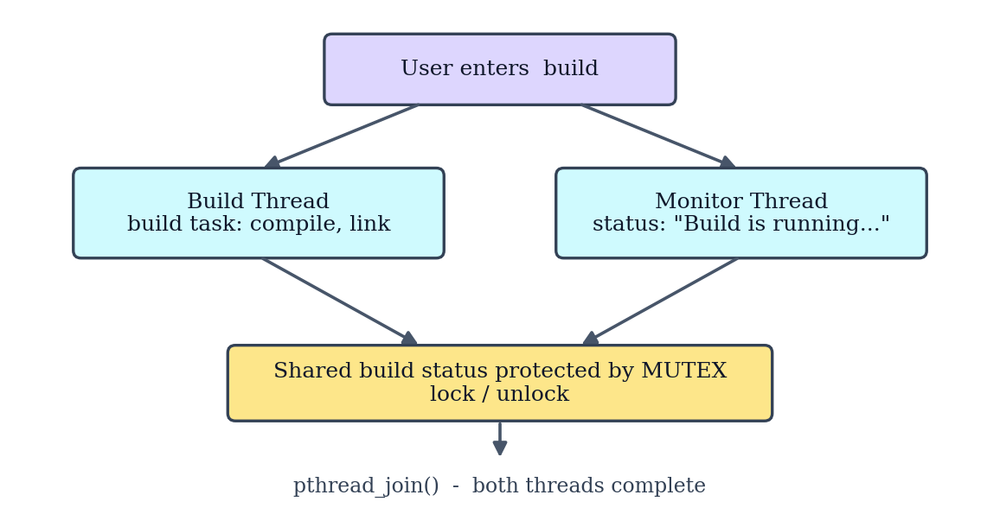 User enters  build
Build Thread
build task: compile, link
Monitor Thread
status: "Build is running..."
Shared build status protected by MUTEX
lock / unlock
pthread_join()  -  both threads complete